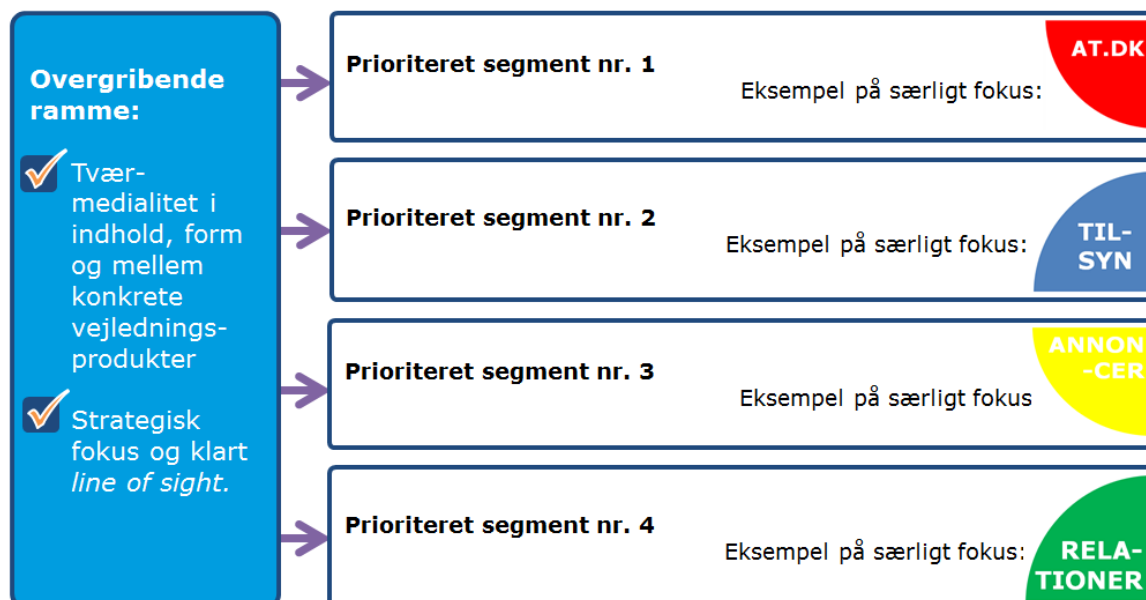 Overgribende
ramme:
Tvær-
medialitet i
indhold, form
og mellem
konkrete
vejlednings-
produkter
Strategisk
fokus og klart
line of sight.
Prioriteret segment nr. 1
Eksempel på særligt fokus:
AT.DK
Prioriteret segment nr. 2
Eksempel på særligt fokus:
TIL-
SYN
Prioriteret segment nr. 3
Eksempel på særligt fokus
ANNON
-CER
Prioriteret segment nr. 4
Eksempel på særligt fokus:
RELA-
TIONER